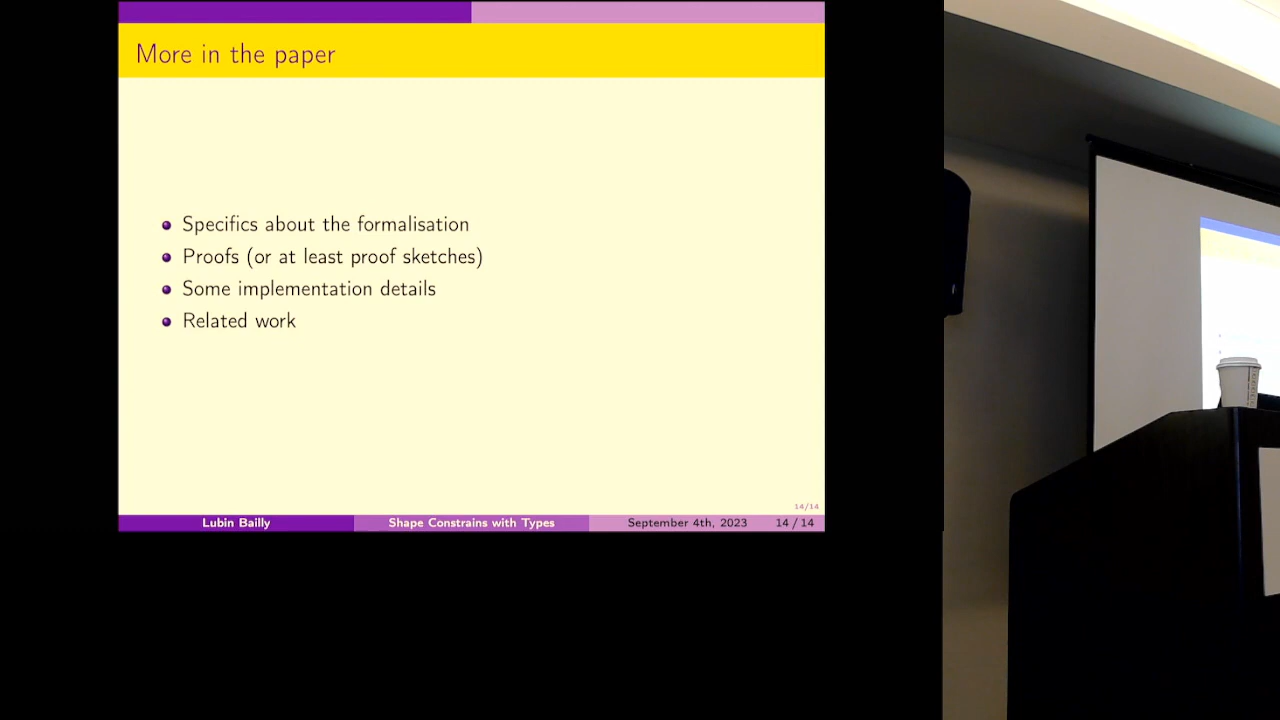 More in the paper
Specifics about the formalisation
Proofs (or at least proof sketches)
Some implementation details
Related work
14/14
Lubin Bailly
Shape Constrains with Types
September 4th, 2023
14 / 14